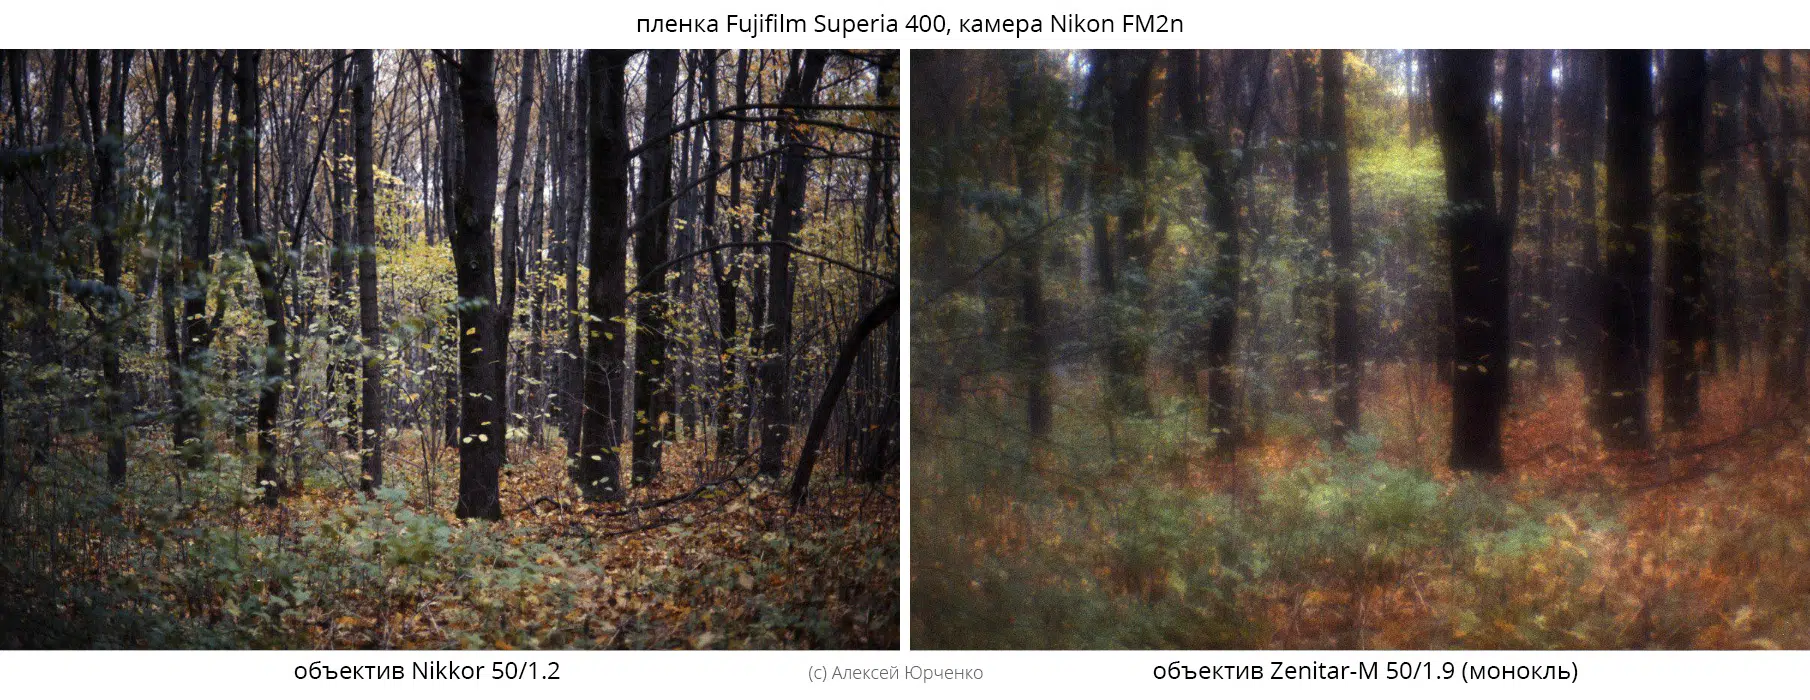 пленка Fujifilm Superia 400, камера Nikon FM2n
объектив Nikkor 50/1.2
(c) Алексей Юрченко
объектив Zenitar-M 50/1.9 (монокль)